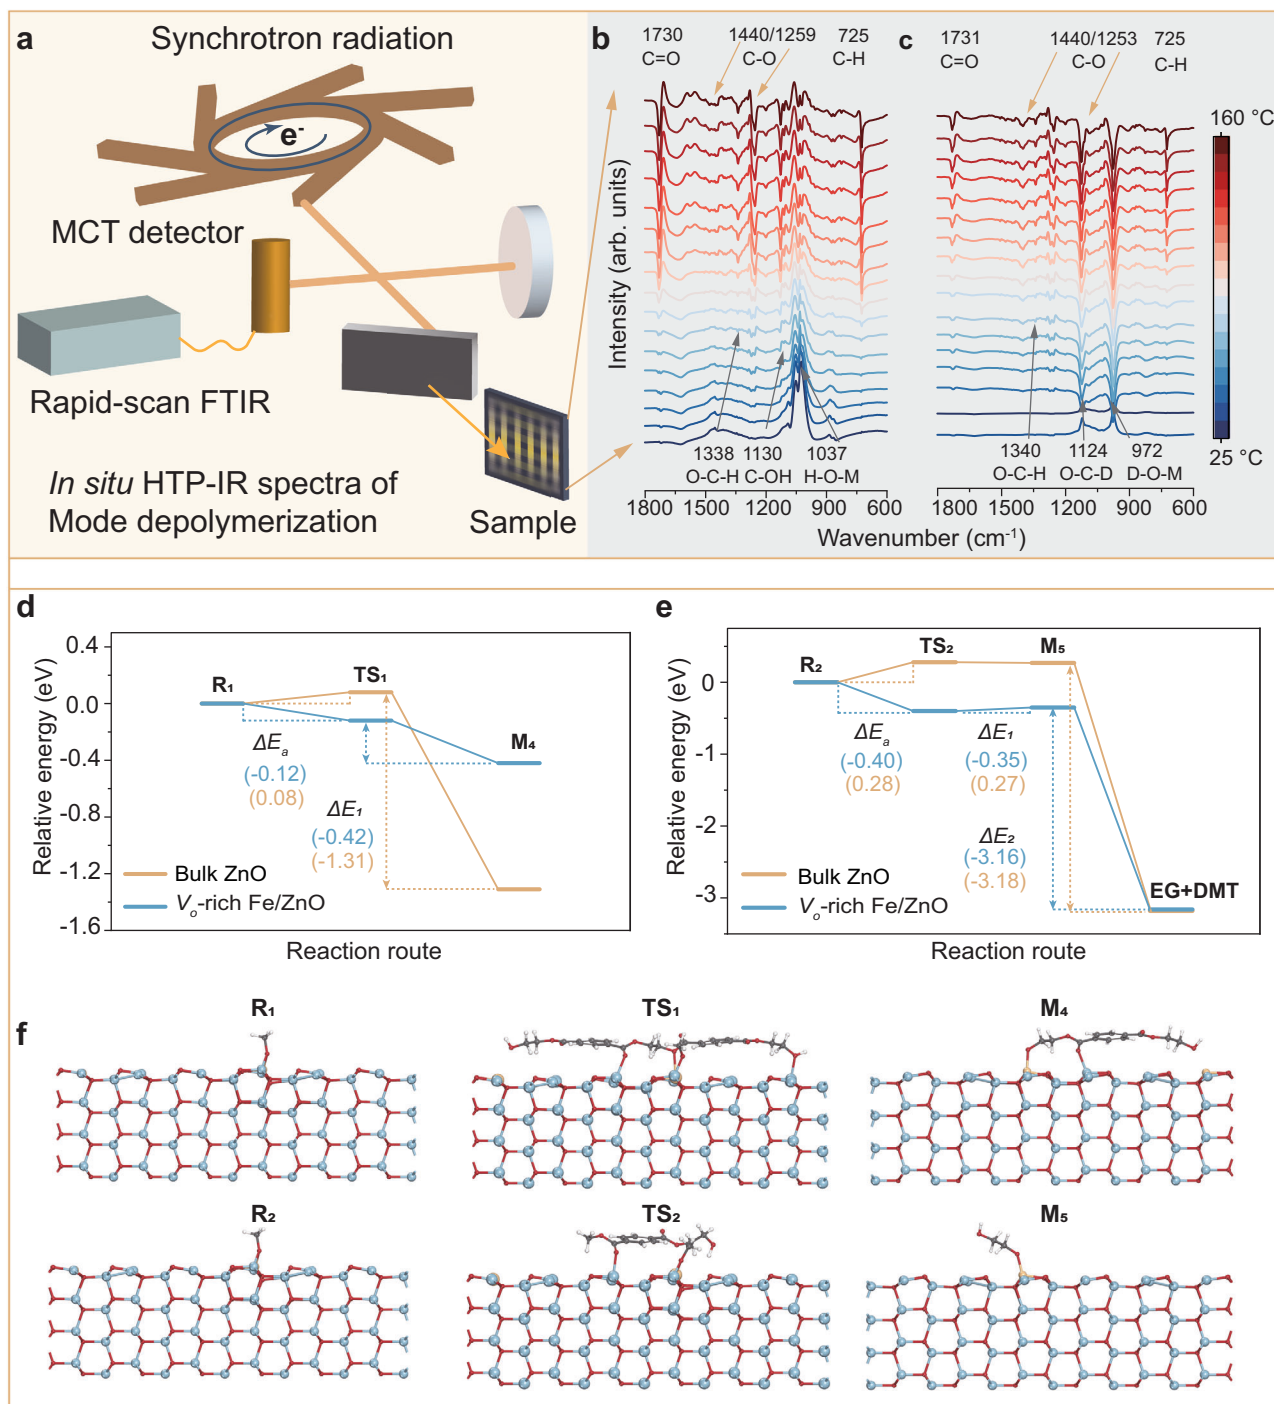 a
Synchrotron radiation
e-
MCT detector
Rapid-scan FTIR
In situ HTP-IR spectra of
Mode depolymerization
Sample
b
1730 1440/1259 725
C=O C-O C-H
Intensity (arb. units)
1338 1130 1037
O-C-H C-OH H-O-M
1800 1500 1200 900 600
c
1731 1440/1253 725
C=O C-O C-H
1340 1124 972
O-C-H O-C-D D-O-M
1800 1500 1200 900 600
Wavenumber (cm-1)
160 °C
25 °C
d
Relative energy (eV)
0.4
0.0
-0.4
-0.8
-1.2
-1.6
R1
TS1
M4
ΔEa
(-0.12)
(0.08)
ΔE1
(-0.42)
(-1.31)
Bulk ZnO
Vo-rich Fe/ZnO
Reaction route
e
Relative energy (eV)
0
-1
-2
-3
R2
TS2
M5
ΔEa
(-0.40)
(0.28)
ΔE1
(-0.35)
(0.27)
ΔE2
(-3.16)
(-3.18)
EG+DMT
Bulk ZnO
Vo-rich Fe/ZnO
Reaction route
f
R1
TS1
M4
R2
TS2
M5